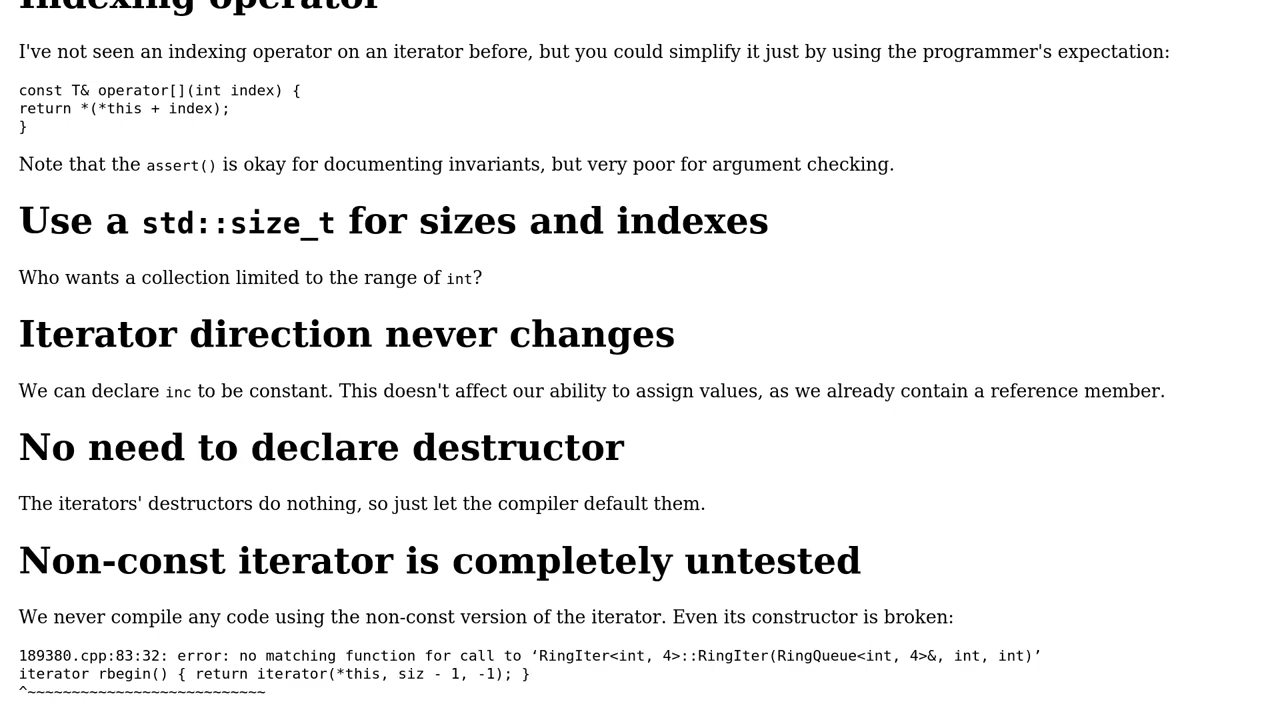 Indexing operator
I've not seen an indexing operator on an iterator before, but you could simplify it just by using the programmer's expectation:
const T& operator[](int index) {
return *(*this + index);
}
Note that the assert() is okay for documenting invariants, but very poor for argument checking.
Use a std::size_t for sizes and indexes
Who wants a collection limited to the range of int?
Iterator direction never changes
We can declare inc to be constant. This doesn't affect our ability to assign values, as we already contain a reference member.
No need to declare destructor
The iterators' destructors do nothing, so just let the compiler default them.
Non-const iterator is completely untested
We never compile any code using the non-const version of the iterator. Even its constructor is broken:
189380.cpp:83:32: error: no matching function for call to ‘RingIter<int, 4>::RingIter(RingQueue<int, 4>&, int, int)’
iterator rbegin() { return iterator(*this, siz - 1, -1); }
^~~~~~~~~~~~~~~~~~~~~~~~~~~